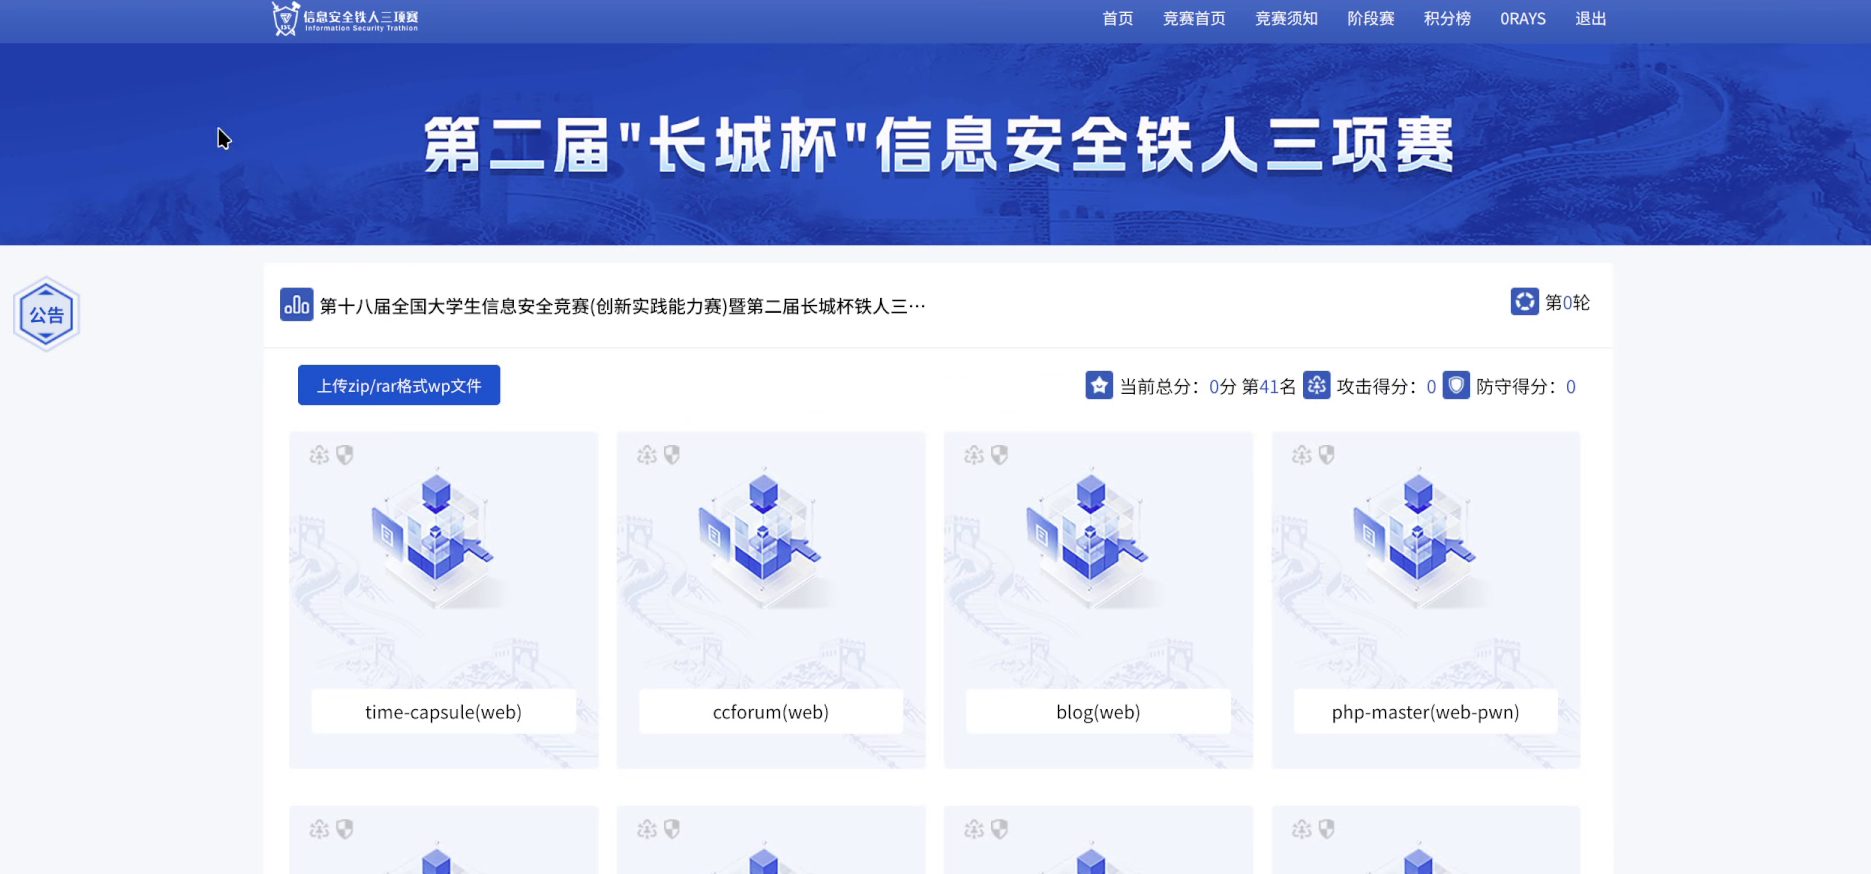 信息安全铁人三项赛
Information Security Trathlon
首页 竞赛首页 竞赛须知 阶段赛 积分榜 0RAYS 退出
第二届"长城杯"信息安全铁人三项赛
公告
第十八届全国大学生信息安全竞赛(创新实践能力赛)暨第二届长城杯铁人三…
第0轮
上传zip/rar格式wp文件
当前总分：0分 第41名 攻击得分：0 防守得分：0
time-capsule(web)
ccforum(web)
blog(web)
php-master(web-pwn)